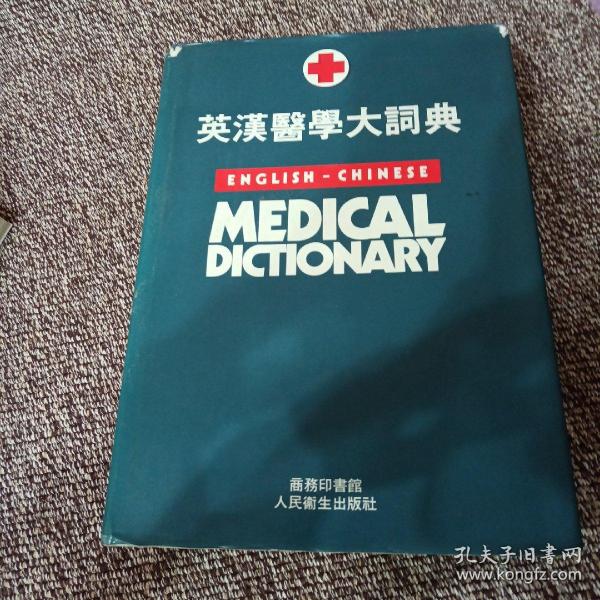 英漢醫學大詞典
ENGLISH - CHINESE
MEDICAL
DICTIONARY
商務印書館
人民衞生出版社
孔夫子旧书网
www.kongfz.com